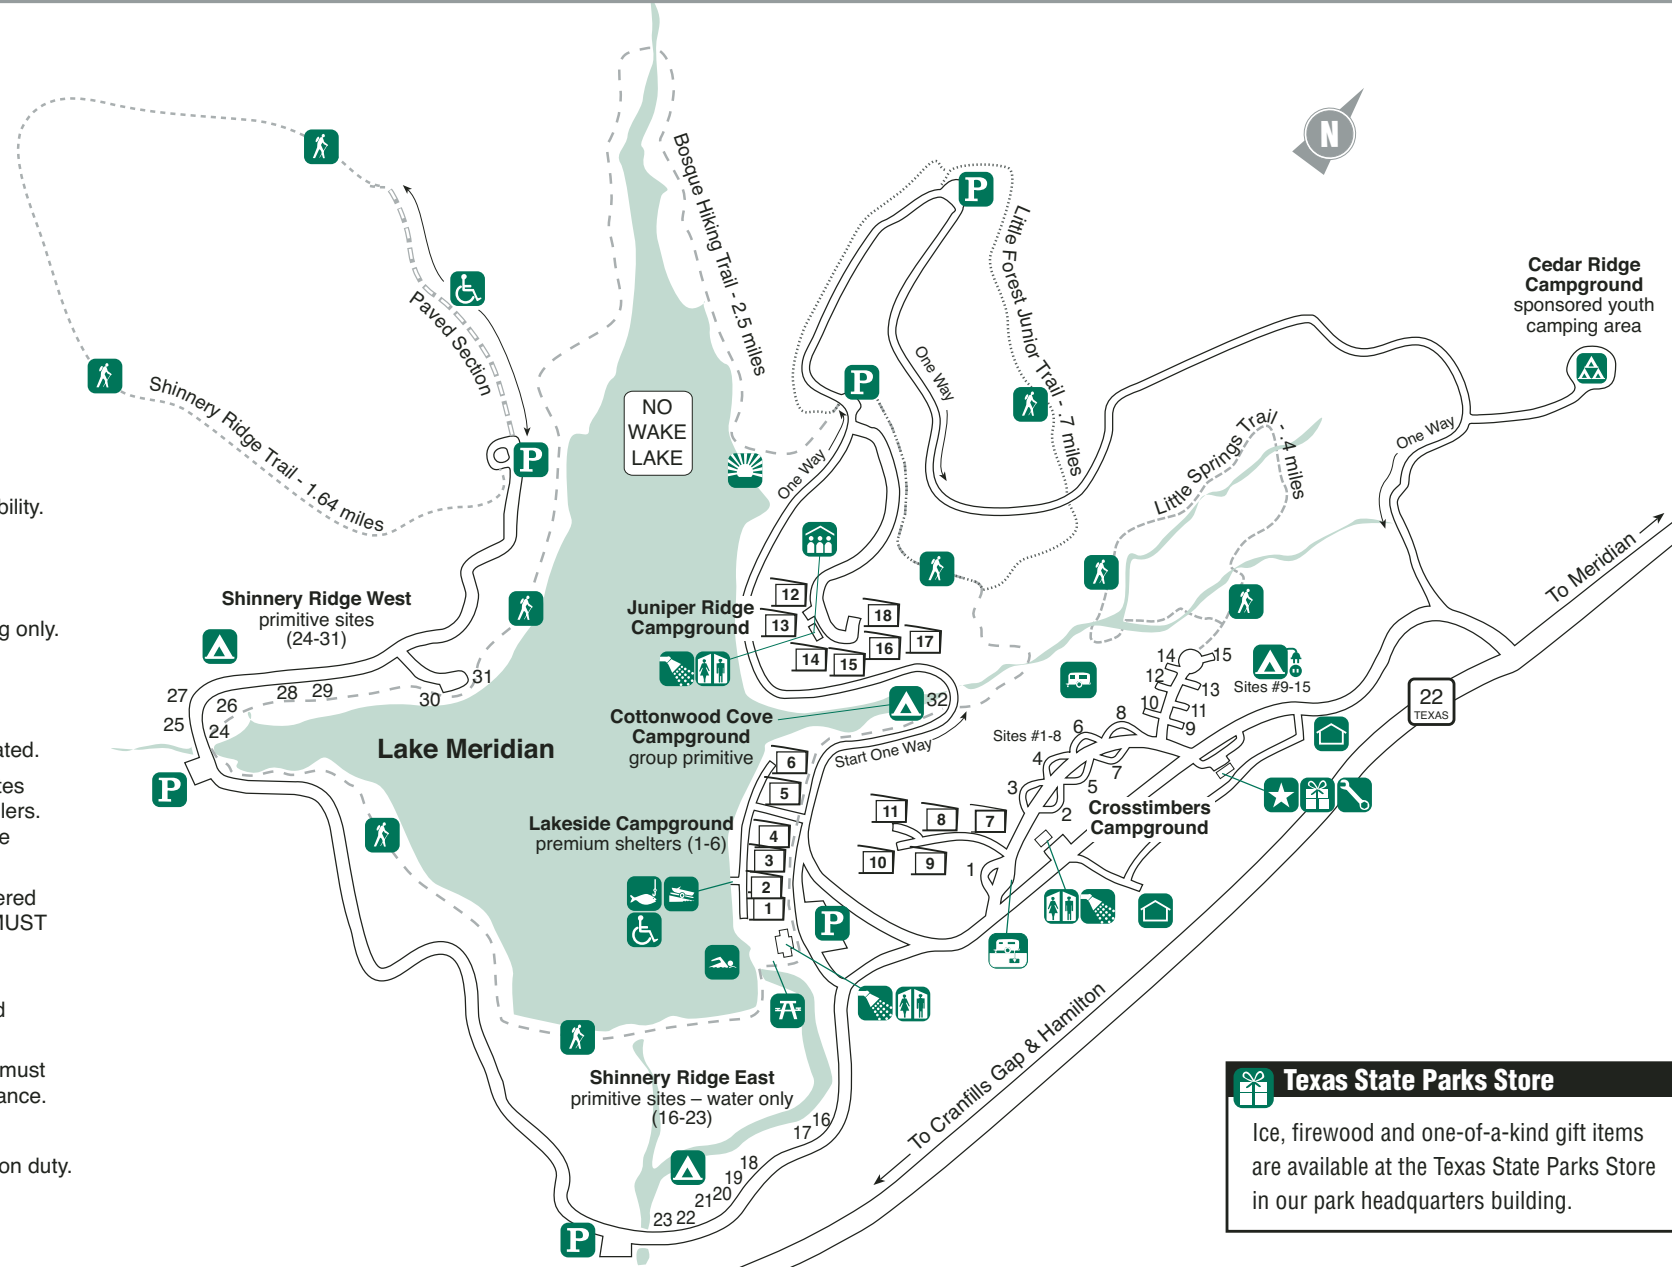 bility.
g only.
ated.
tes
lers.
e
ered
MUST
d
must
ance.
on duty.
N
Bosque Hiking Trail - 2.5 miles
P
Little Forest Junior Trail - .7 miles
Paved Section
Shinnery Ridge Trail - 1.64 miles
P
NO
WAKE
LAKE
P
One Way
One Way
Cedar Ridge
Campground
sponsored youth
camping area
One Way
Little Springs Trail - .4 miles
To Meridian
Shinnery Ridge West
primitive sites
(24-31)
27
26
28
29
30
31
25
24
P
Lake Meridian
Juniper Ridge
Campground
12
13
14
15
16
17
18
Cottonwood Cove
Campground
group primitive
32
Start One Way
Lakeside Campground
premium shelters (1-6)
6
5
4
3
2
1
P
11
8
7
10
9
Sites #1-8
8
6
4
7
5
3
2
1
Crosstimbers
Campground
14
15
12
13
10
11
9
Sites #9-15
22
TEXAS
To Cranfills Gap & Hamilton
Shinnery Ridge East
primitive sites – water only
(16-23)
16
17
18
19
20
21
22
23
P
Texas State Parks Store
Ice, firewood and one-of-a-kind gift items
are available at the Texas State Parks Store
in our park headquarters building.